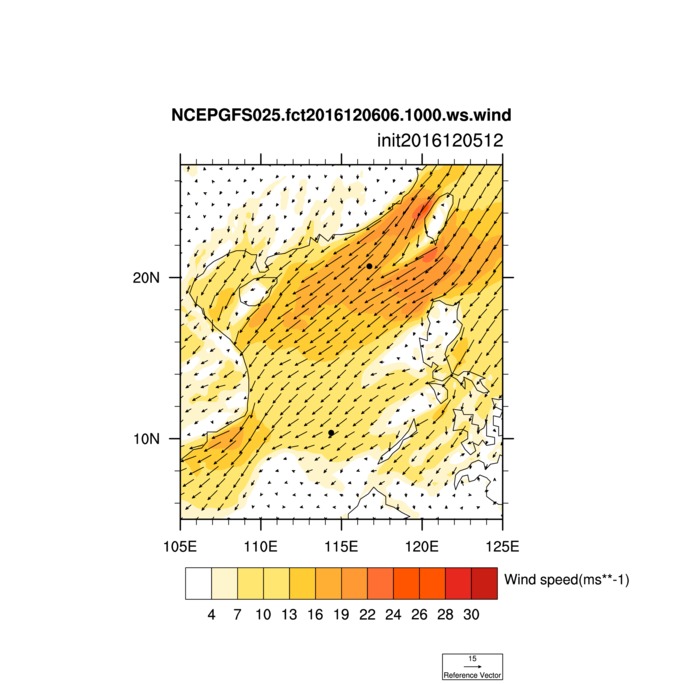 NCEPGFS025.fct2016120606.1000.ws.wind
init2016120512
20N
10N
105E 110E 115E 120E 125E
Wind speed(ms**-1)
4 7 10 13 16 19 22 24 26 28 30
15
Reference Vector